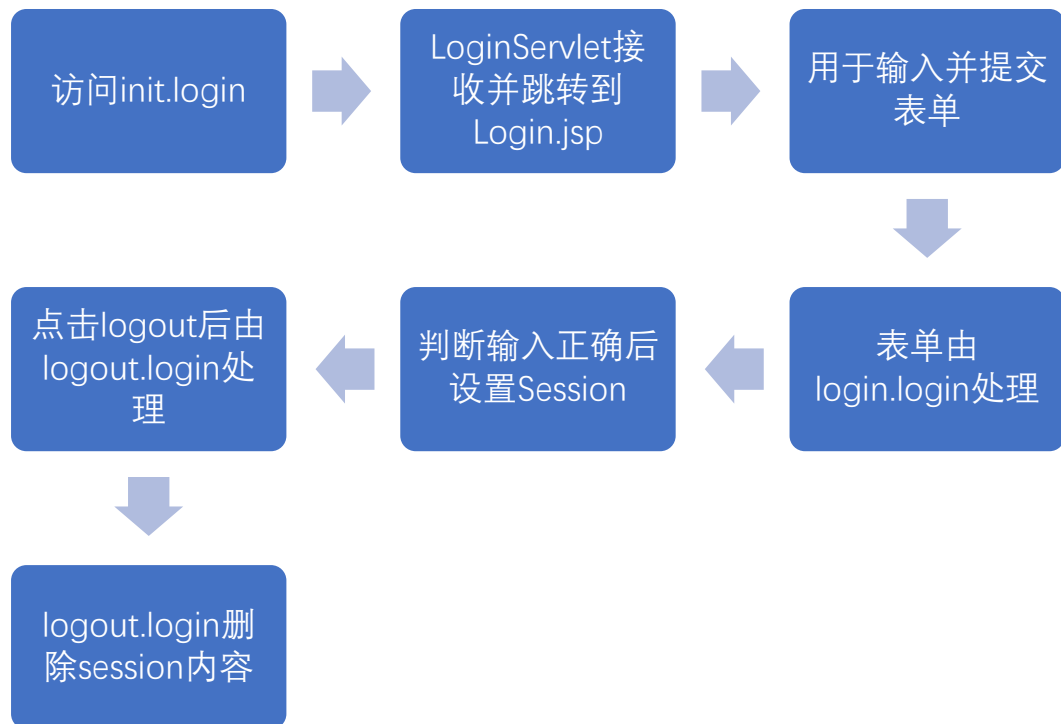 访问init.login
LoginServlet接
收并跳转到
Login.jsp
用于输入并提交
表单
表单由
login.login处理
判断输入正确后
设置Session
点击logout后由
logout.login处
理
logout.login删
除session内容